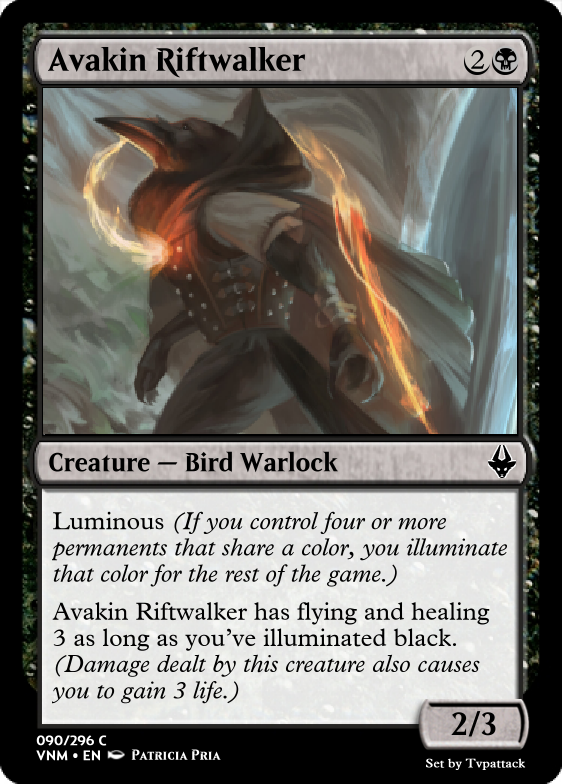 Avakin Riftwalker 2
Creature — Bird Warlock
Luminous (If you control four or more
permanents that share a color, you illuminate
that color for the rest of the game.)
Avakin Riftwalker has flying and healing
3 as long as you've illuminated black.
(Damage dealt by this creature also causes
you to gain 3 life.)
2/3
090/296 C
VNM • EN Patricia Pria
Set by Tvpattack